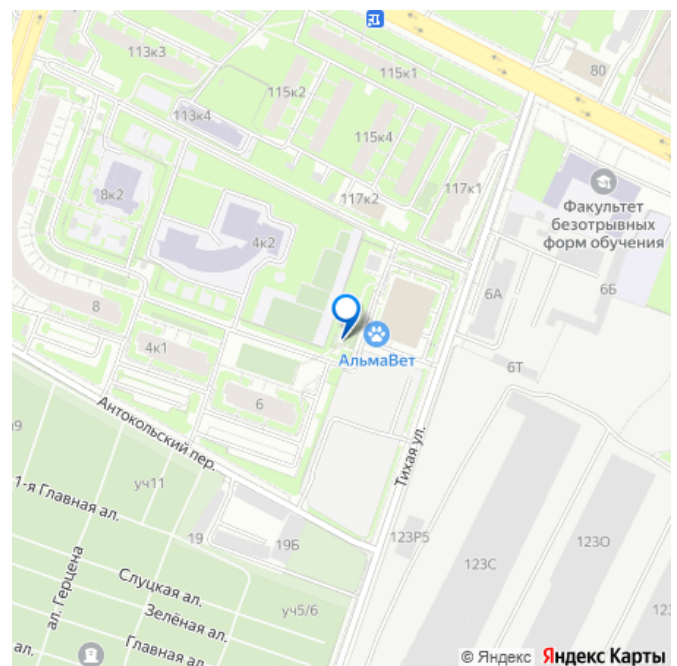 113к3
115к1
80
115к2
113к4
115к4
117к2
117к1
Факультет
безотрывных
форм обучения
8к2
4к2
6А
6Б
8
4к1
АльмаВет
6Т
6
Антокольский пер.
Тихая ул.
уч11
1-я Главная ал.
19
19Б
123Р5
123С
123О
ал. Герцена
Слуцкая ал.
Зелёная ал.
Главная ал.
уч5/6
ал.
© Яндекс Яндекс Карты